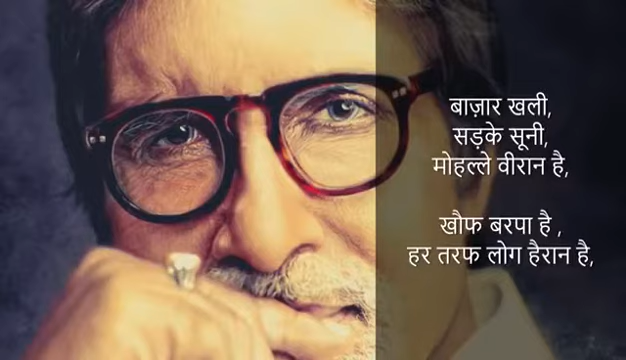 बाज़ार खली,
सड़के सूनी,
मोहल्ले वीरान है,
खौफ बरपा है ,
हर तरफ लोग हैरान है,